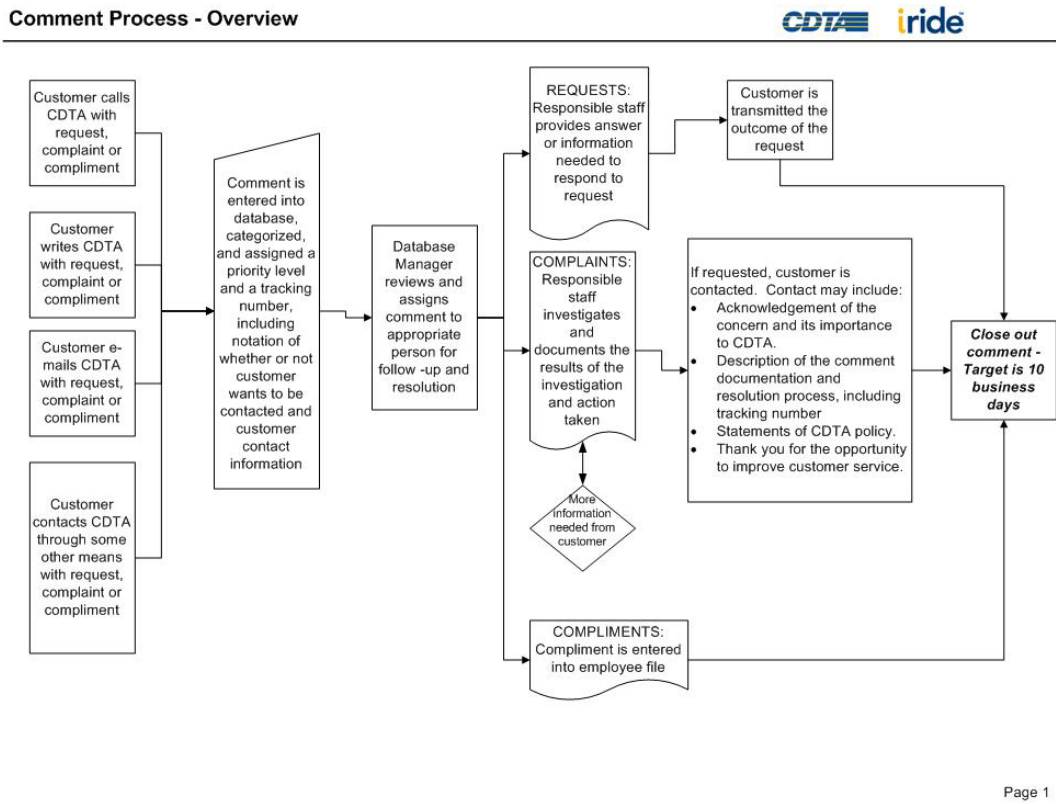 Comment Process - Overview
CDTA
iride
Customer calls
CDTA with
request,
complaint or
compliment
Customer
writes CDTA
with request,
complaint or
compliment
Customer e-
mails CDTA
with request,
complaint or
compliment
Customer
contacts CDTA
through some
other means
with request,
complaint or
compliment
Comment is
entered into
database,
categorized,
and assigned a
priority level
and a tracking
number,
including
notation of
whether or not
customer
wants to be
contacted and
customer
contact
information
Database
Manager
reviews and
assigns
comment to
appropriate
person for
follow -up and
resolution
REQUESTS:
Responsible staff
provides answer
or information
needed to
respond to
request
Customer is
transmitted the
outcome of the
request
COMPLAINTS:
Responsible
staff
investigates
and
documents the
results of the
investigation
and action
taken
More
information
needed from
customer
If requested, customer is
contacted.  Contact may include:
• Acknowledgement of the
concern and its importance
to CDTA.
• Description of the comment
documentation and
resolution process, including
tracking number
• Statements of CDTA policy.
• Thank you for the opportunity
to improve customer service.
COMPLIMENTS:
Compliment is entered
into employee file
Close out
comment -
Target is 10
business
days
Page 1